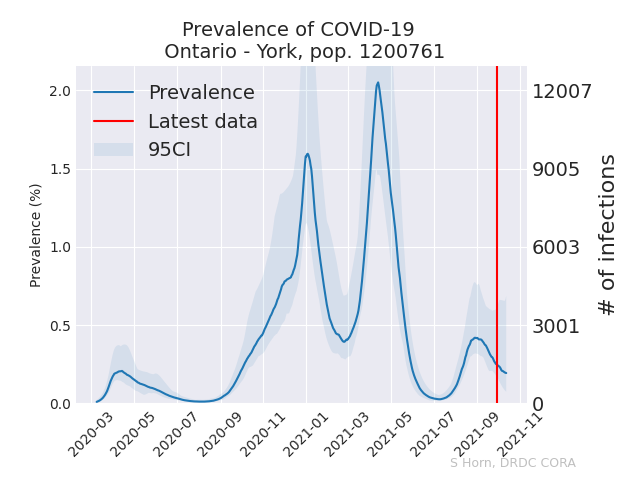 Prevalence of COVID-19
Ontario - York, pop. 1200761
Prevalence
Latest data
95CI
Prevalence (%)
2.0
1.5
1.0
0.5
0.0
12007
9005
6003
3001
0
# of infections
2020-03
2020-05
2020-07
2020-09
2020-11
2021-01
2021-03
2021-05
2021-07
2021-09
2021-11
S Horn, DRDC CORA